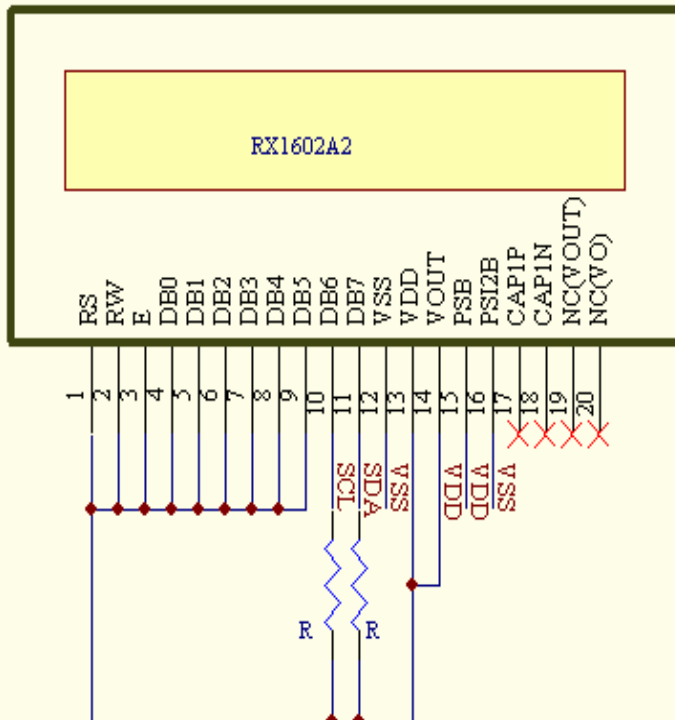 RX1602A2
RS
RW
E
DB0
DB1
DB2
DB3
DB4
DB5
DB6
DB7
VSS
VDD
VOUT
PSB
PSI2B
CAP1P
CAP1N
NC(VOUT)
NC(VO)
1
2
3
4
5
6
7
8
9
10
11
12
13
14
15
16
17
18
19
20
SCL
SDA
VSS
VDD
VDD
VSS
R
R